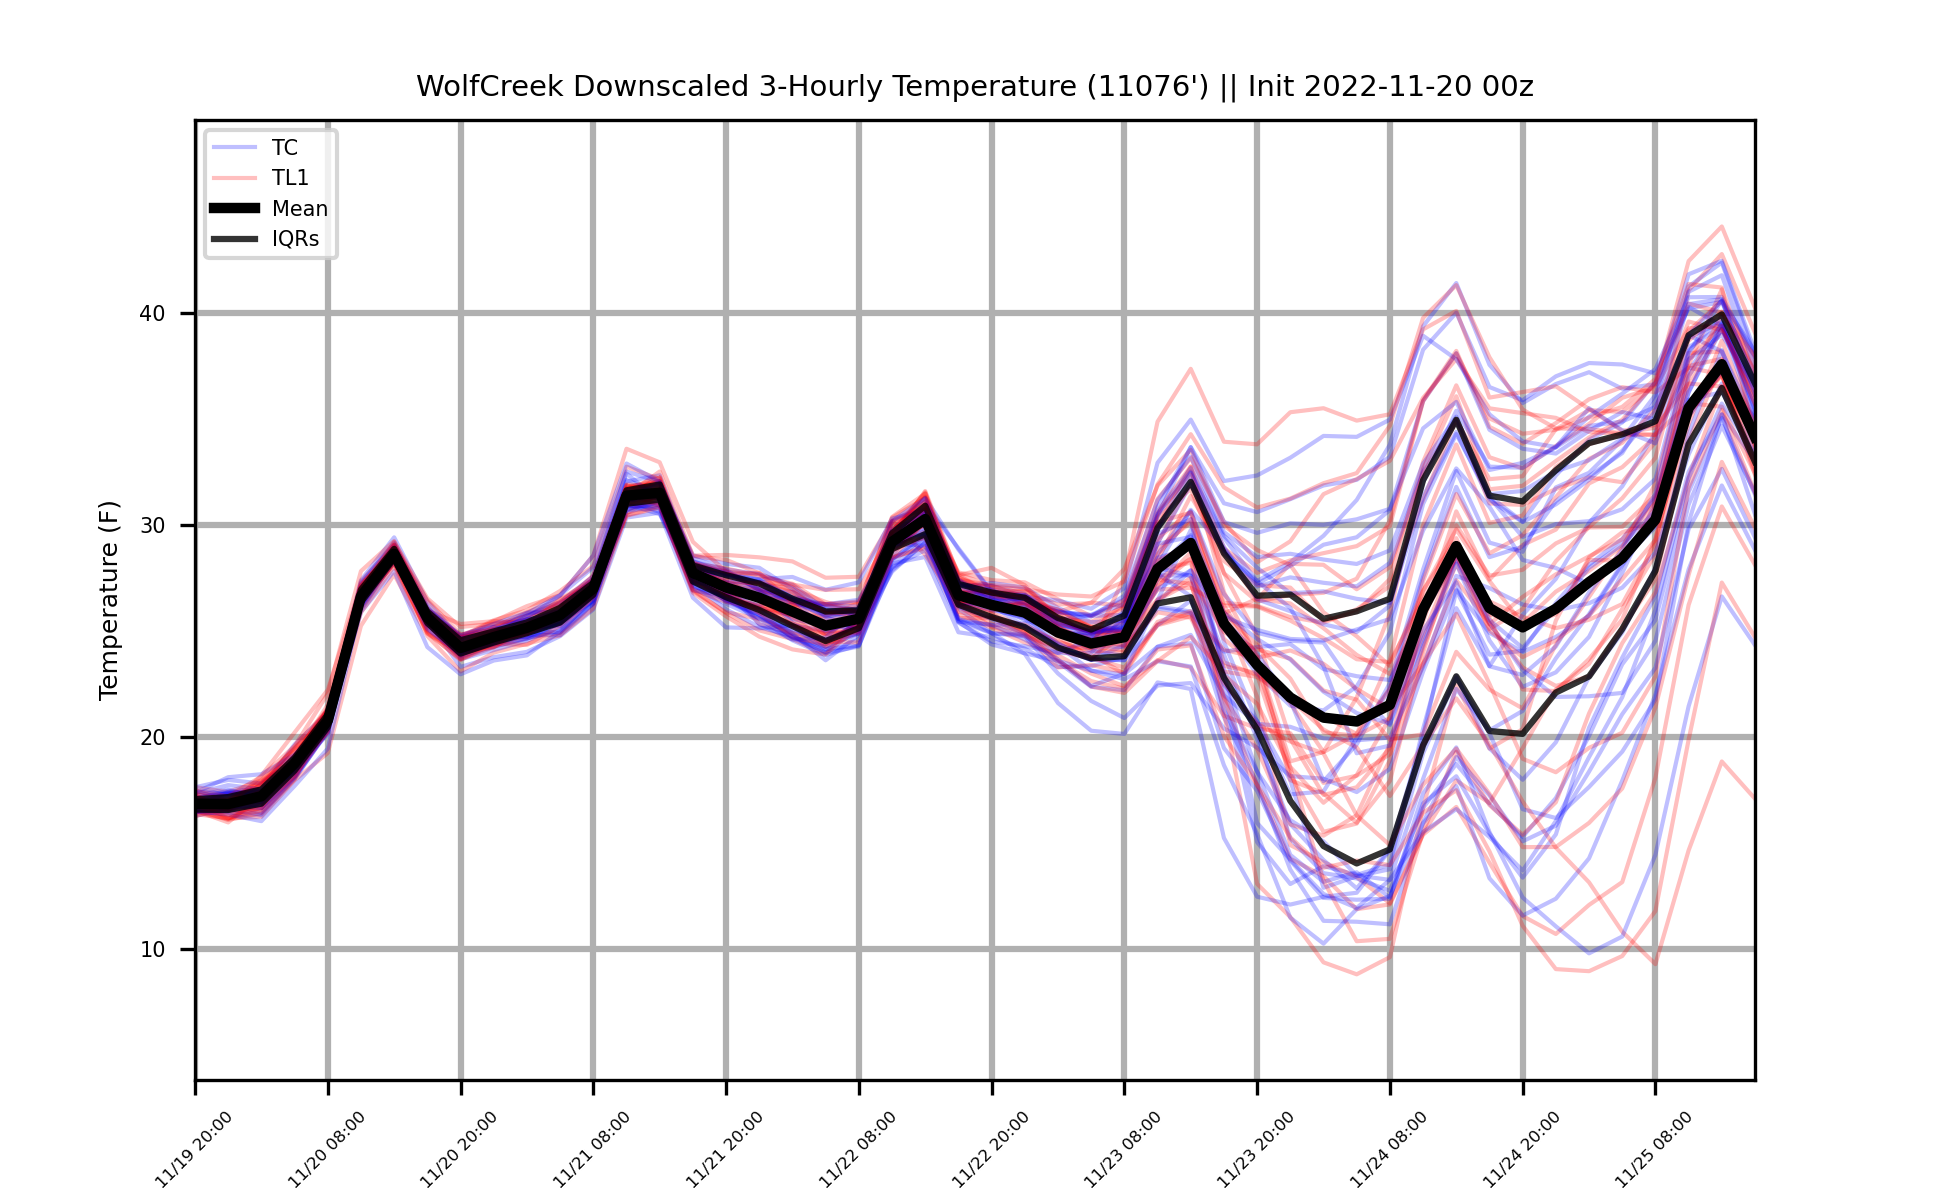 WolfCreek Downscaled 3-Hourly Temperature (11076') || Init 2022-11-20 00z
TC
TL1
Mean
IQRs
Temperature (F)
40
30
20
10
11/19 20:00
11/20 08:00
11/20 20:00
11/21 08:00
11/21 20:00
11/22 08:00
11/22 20:00
11/23 08:00
11/23 20:00
11/24 08:00
11/24 20:00
11/25 08:00